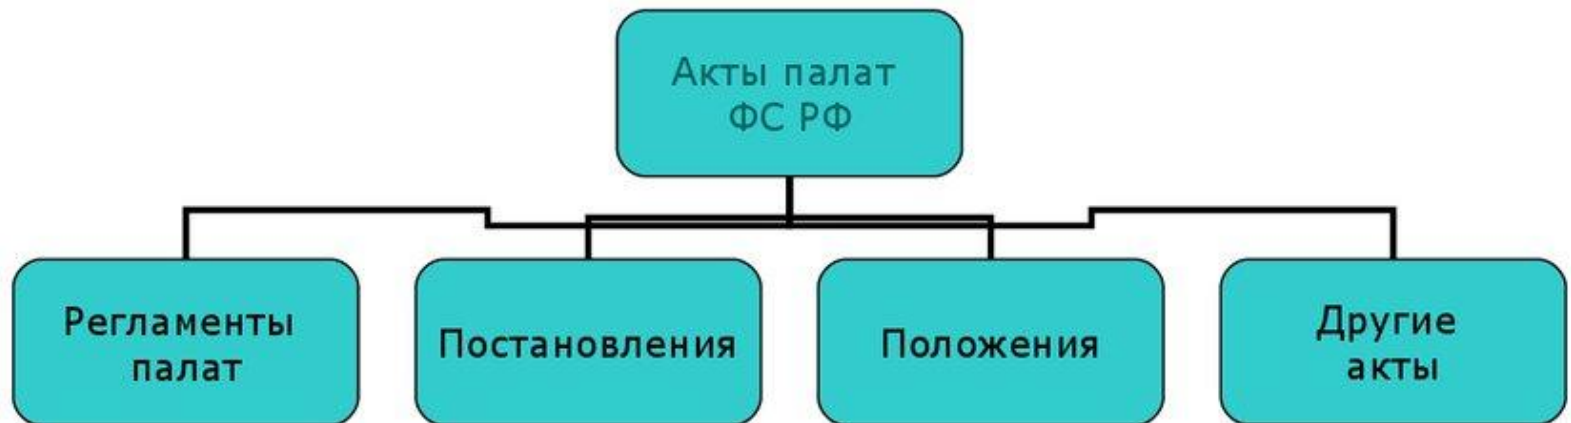 Акты палат
ФС РФ
Регламенты
палат
Постановления
Положения
Другие
акты